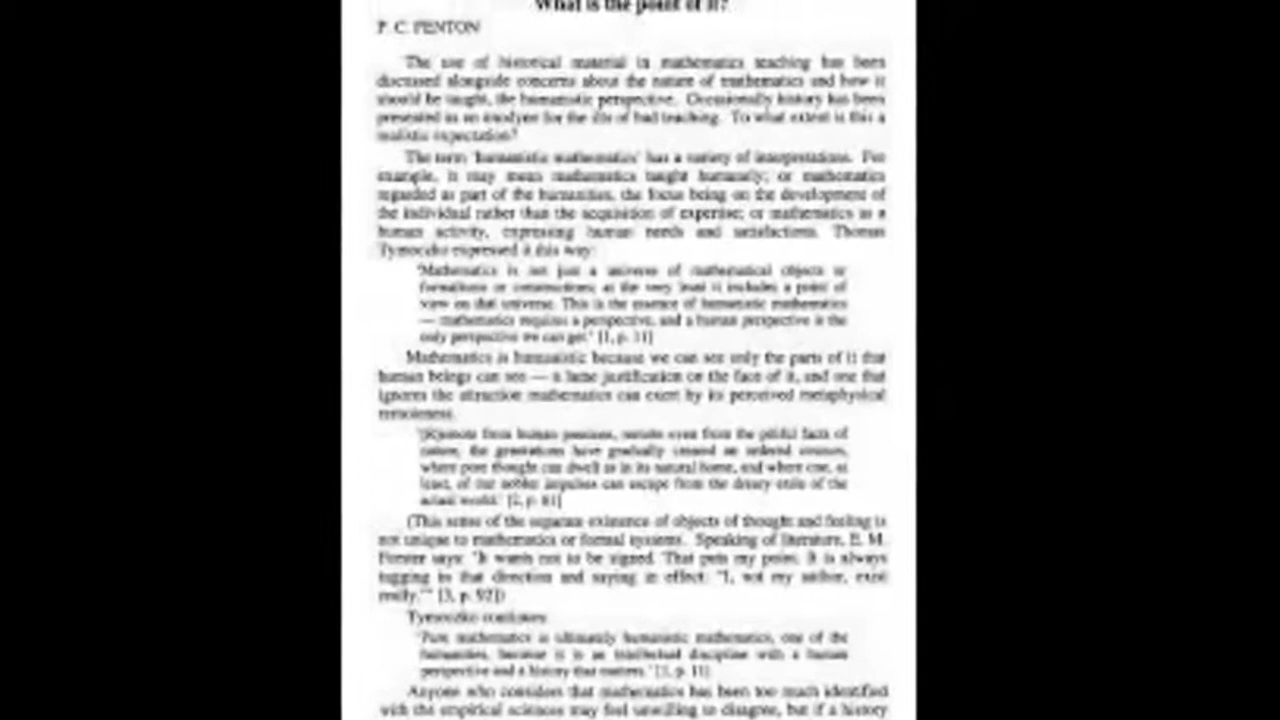 What is the point of it?
P. C. FENTON
The use of historical material in mathematics teaching has been
discussed alongside concerns about the nature of mathematics and how it
should be taught, the humanistic perspective. Occasionally history has been
presented as an anodyne for the ills of bad teaching. To what extent is this a
realistic expectation?
The term 'humanistic mathematics' has a variety of interpretations. For
example, it may mean mathematics taught humanely; or mathematics
regarded as part of the humanities, the focus being on the development of
the individual rather than the acquisition of expertise; or mathematics as a
human activity, expressing human needs and satisfactions. Thomas
Tymoczko expressed it this way:
'Mathematics is not just a universe of mathematical objects or
formalisms or constructions; at the very least it includes a point of
view on that universe. This is the essence of humanistic mathematics
— mathematics requires a perspective, and a human perspective is the
only perspective we can get.' [1, p. 11]
Mathematics is humanistic because we can see only the parts of it that
human beings can see — a lame justification on the face of it, and one that
ignores the attraction mathematics can exert by its perceived metaphysical
remoteness.
'[R]emote from human passions, remote even from the pitiful facts of
nature, the generations have gradually created an ordered cosmos,
where pure thought can dwell as in its natural home, and where one, at
least, of our nobler impulses can escape from the dreary exile of the
actual world.' [2, p. 61]
(This sense of the separate existence of objects of thought and feeling is
not unique to mathematics or formal systems. Speaking of literature, E. M.
Forster says: 'It wants not to be signed. That puts my point. It is always
tugging in that direction and saying in effect: "I, not my author, exist
really."' [3, p. 92])
Tymoczko continues:
'Pure mathematics is ultimately humanistic mathematics, one of the
humanities, because it is an intellectual discipline with a human
perspective and a history that matters.' [1, p. 11]
Anyone who considers that mathematics has been too much identified
with the empirical sciences may feel unwilling to disagree, but if a history